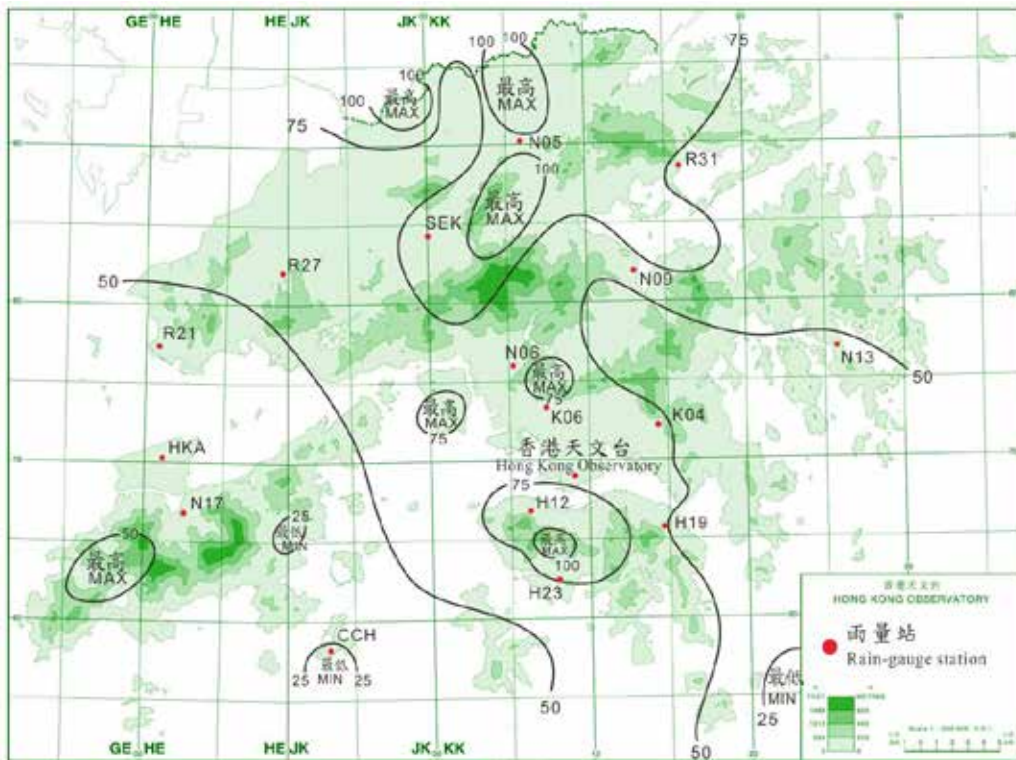 GE HE
HE JK
JK KK
100
100
100
100
最高
MAX
最高
MAX
75
75
N05
100
R31
最高
MAX
SEK
R27
N09
50
R21
N06
最高
MAX
75
N13
50
最高
MAX
75
K06
K04
香港天文台
Hong Kong Observatory
HKA
75
N17
H12
25
最低
MIN
H19
50
最高
MAX
最高
MAX
100
H23
CCH
最低
25 MIN 25
50
最低
MIN
25
50
香港天文台
HONG KONG OBSERVATORY
雨量站
Rain-gauge station
GE HE
HE JK
JK KK
10
20